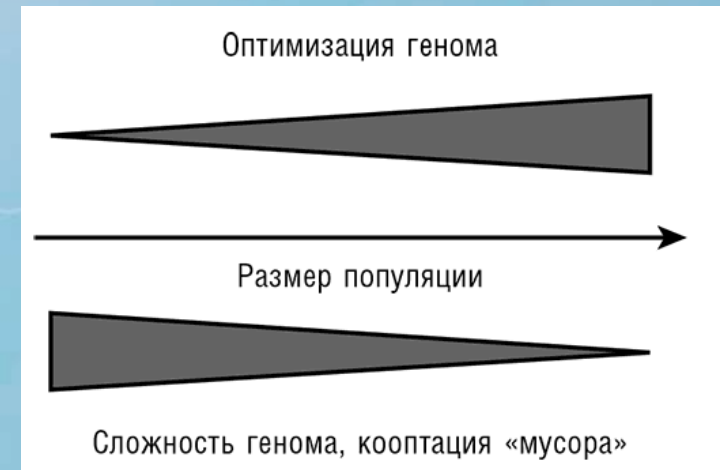 Оптимизация генома
Размер популяции
Сложность генома, кооптация «мусора»